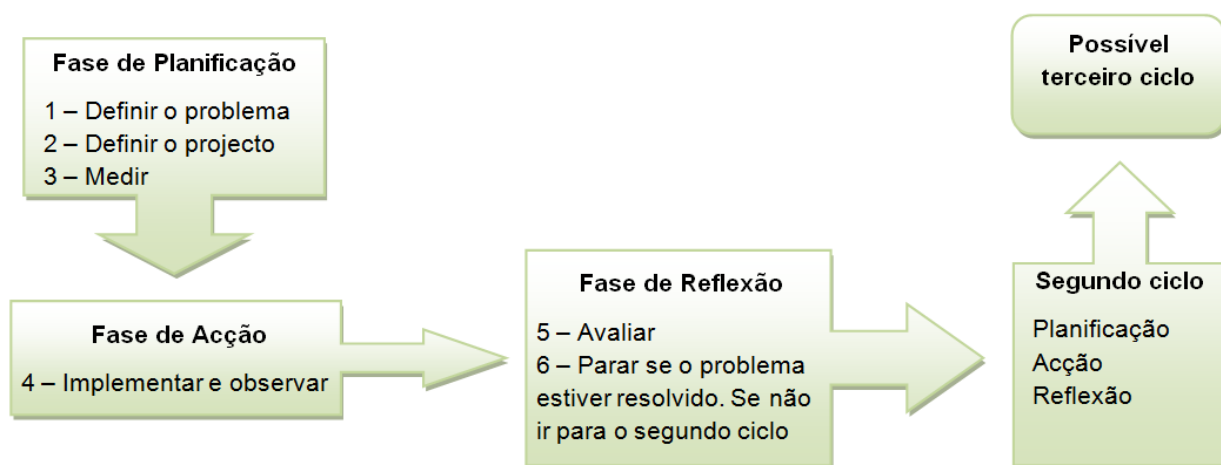 Fase de Planificação
1 – Definir o problema
2 – Definir o projecto
3 – Medir
Fase de Acção
4 – Implementar e observar
Fase de Reflexão
5 – Avaliar
6 – Parar se o problema
estiver resolvido. Se não
ir para o segundo ciclo
Segundo ciclo
Planificação
Acção
Reflexão
Possível
terceiro ciclo